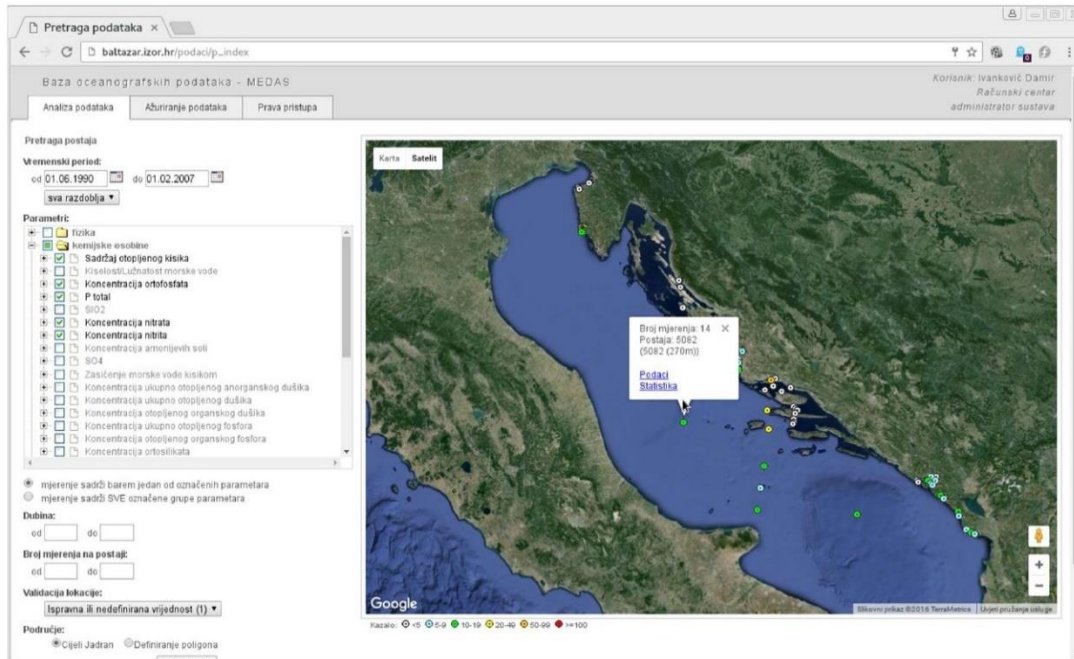 Pretraga podataka
baltazar.izor.hr/podaci/p_index
Baza oceanografskih podataka - MEDAS
Korisnik: Ivanković Damir
Računski centar
administrator sustava
Analiza podataka
Ažuriranje podataka
Prava pristupa
Pretraga postaja
Vremenski period:
od 01.06.1990 do 01.02.2007
sva razdoblja
Parametri:
fizika
kemijske osobine
Sadržaj otopljenog kisika
Kiselost/Lužnatost morske vode
Koncentracija ortofosfata
P total
SIO2
Koncentracija nitrata
Koncentracija nitrita
Koncentracija amonijevih soli
SO4
Zasićenje morske vode kisikom
Koncentracija ukupno otopljenog anorganskog dušika
Koncentracija ukupno otopljenog dušika
Koncentracija otopljenog organskog dušika
Koncentracija ukupno otopljenog fosfora
Koncentracija otopljenog organskog fosfora
Koncentracija ortosilikata
mjerenje sadrži barem jedan od označenih parametara
mjerenje sadrži SVE označene grupe parametara
Dubina:
od do
Broj mjerenja na postaji:
od do
Validacija lokacije:
Ispravna ili nedefinirana vrijednost (1)
Područje:
Cijeli Jadran Definiranje poligona
Karta Satelit
Broj mjerenja: 14
Postaja: 5082
(5082 (270m))
Podaci
Statistika
+
−
Google
Slikovni prikaz ©2016 TerraMetrics Uvjeti pružanja usluge
Kazalo: <5 5-9 10-19 20-49 50-99 >=100